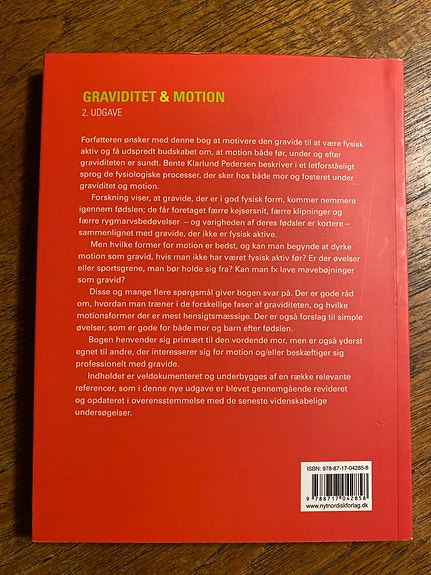 GRAVIDITET & MOTION
2. UDGAVE
Forfatteren ønsker med denne bog at motivere den gravide til at være fysisk
aktiv og få udspredt budskabet om, at motion både før, under og efter
graviditeten er sundt. Bente Klarlund Pedersen beskriver i et letforståeligt
sprog de fysiologiske processer, der sker hos både mor og fosteret under
graviditet og motion.
Forskning viser, at gravide, der er i god fysisk form, kommer nemmere
igennem fødslen; de får foretaget færre kejsersnit, færre klipninger og
færre rygmarvsbedøvelser – og varigheden af deres fødsler er kortere –
sammenlignet med gravide, der ikke er fysisk aktive.
Men hvilke former for motion er bedst, og kan man begynde at dyrke
motion som gravid, hvis man ikke har været fysisk aktiv før? Er der øvelser
eller sportsgrene, man bør holde sig fra? Kan man fx lave mavebøjninger
som gravid?
Disse og mange flere spørgsmål giver bogen svar på. Der er gode råd
om, hvordan man træner i de forskellige faser af graviditeten, og hvilke
motionsformer der er mest hensigtsmæssige. Der er også forslag til simple
øvelser, som er gode for både mor og barn efter fødslen.
Bogen henvender sig primært til den vordende mor, men er også yderst
egnet til andre, der interesserer sig for motion og/eller beskæftiger sig
professionelt med gravide.
Indholdet er veldokumenteret og underbygges af en række relevante
referencer, som i denne nye udgave er blevet gennemgående revideret
og opdateret i overensstemmelse med de seneste videnskabelige
undersøgelser.
ISBN: 978-87-17-04285-8
9 788717 042858
www.nytnordiskforlag.dk